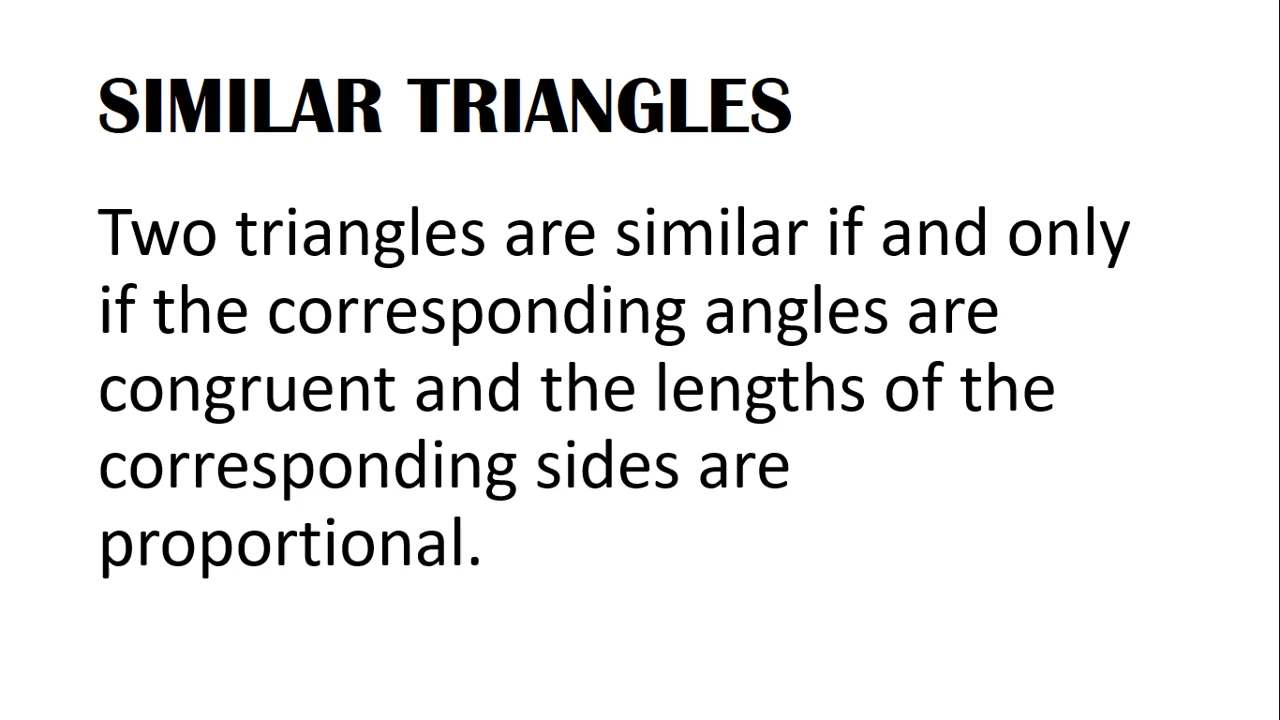 SIMILAR TRIANGLES
Two triangles are similar if and only
if the corresponding angles are
congruent and the lengths of the
corresponding sides are
proportional.